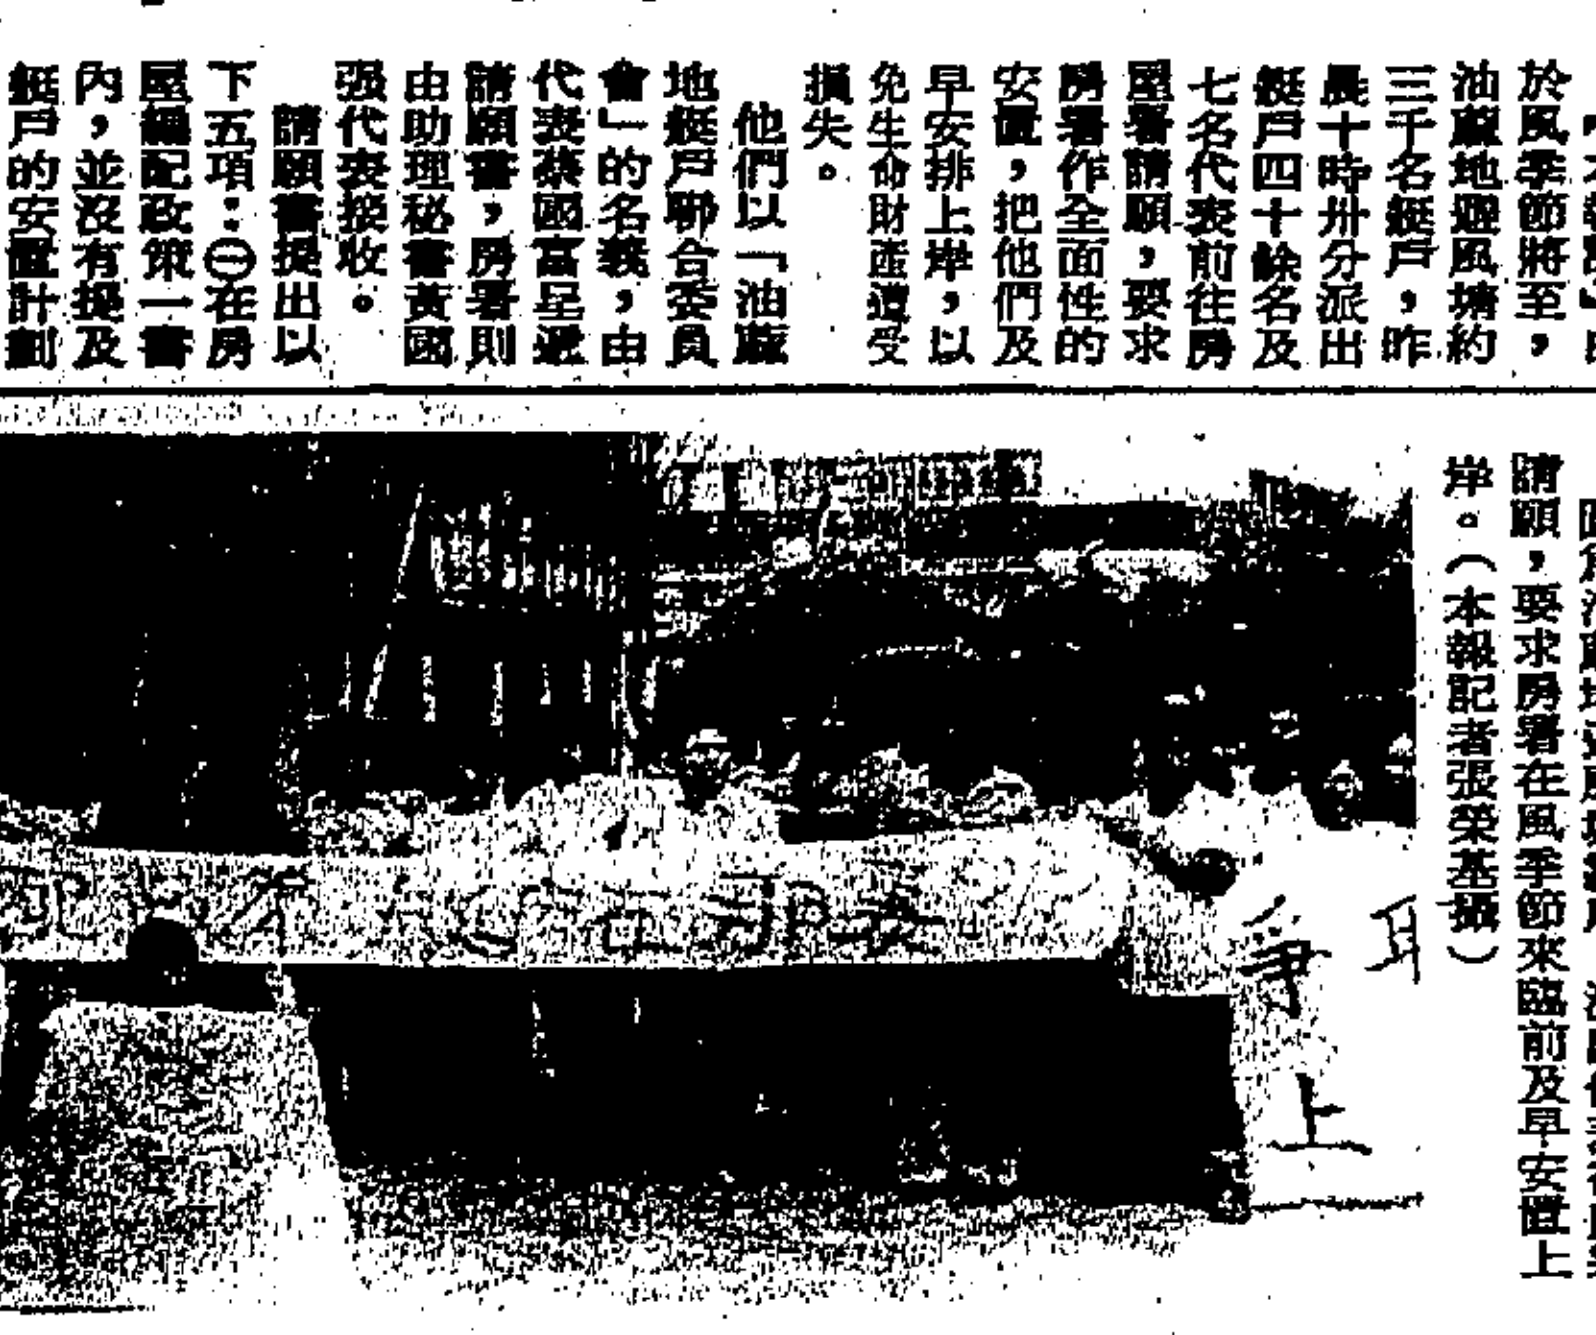 於風季節將至，
油蔴地避風塘約
三千名艇戶，昨
晨十時卅分派出
艇戶四十餘名及
七名代表前往房
屋署請願，要求
房署作全面性的
安置，把他們及
早安排上岸，以
免生命財產遭受
損失。
他們以「油蔴
地艇戶聯合委員
會」的名義，由
代表蔡國富呈遞
請願書，房署則
由助理秘書黃國
强代表接收。
請願書提出以
下五項：㊀在房
屋編配政策一書
內，並沒有提及
艇戶的安置計劃
請願，要求房署在風季節來臨前及早安置上
岸。（本報記者張榮基攝）
爭
上